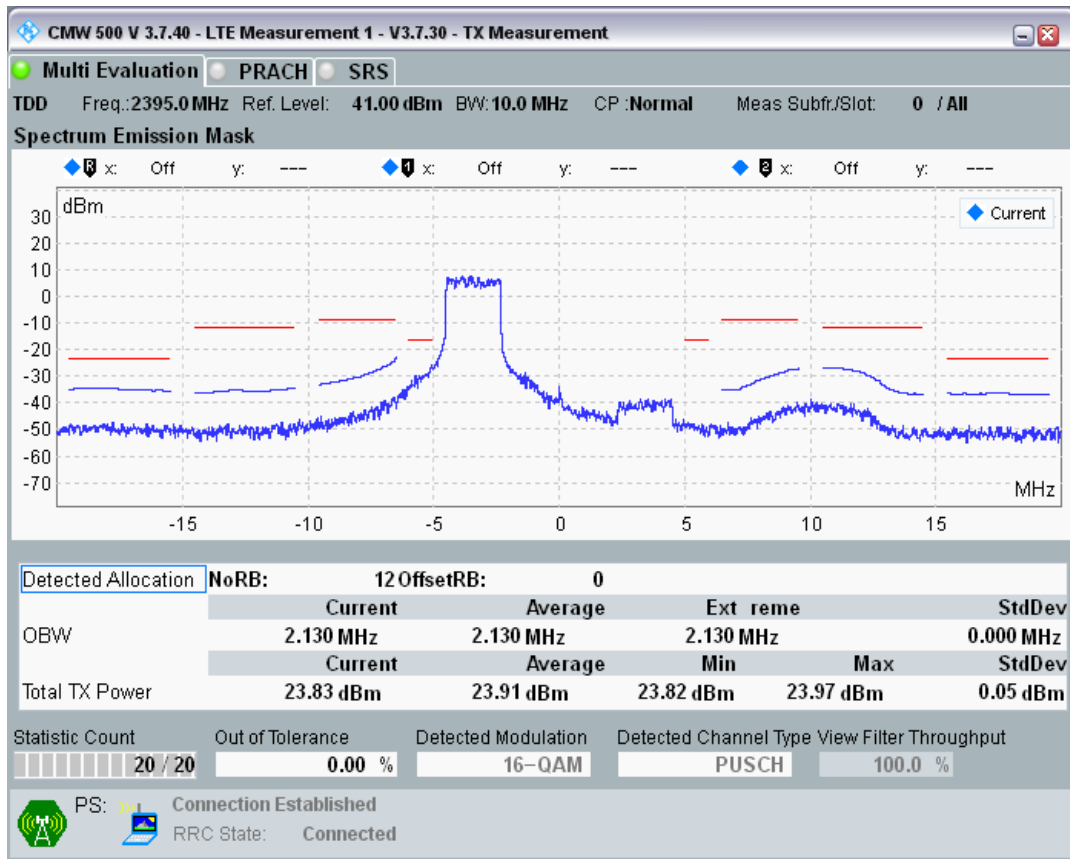 CMW 500 V 3.7.40 - LTE Measurement 1 - V3.7.30 - TX Measurement
Multi Evaluation PRACH SRS
TDD Freq.:2395.0 MHz Ref. Level: 41.00 dBm BW:10.0 MHz CP :Normal Meas Subfr./Slot: 0 / All
Spectrum Emission Mask
R x: Off y: --- 1 x: Off y: --- 2 x: Off y: ---
dBm
Current
30
20
10
0
-10
-20
-30
-40
-50
-60
-70
MHz
-15 -10 -5 0 5 10 15
Detected Allocation NoRB: 12 OffsetRB: 0
Current Average Ext reme StdDev
OBW 2.130 MHz 2.130 MHz 2.130 MHz 0.000 MHz
Current Average Min Max StdDev
Total TX Power 23.83 dBm 23.91 dBm 23.82 dBm 23.97 dBm 0.05 dBm
Statistic Count Out of Tolerance Detected Modulation Detected Channel Type View Filter Throughput
20 / 20 0.00 % 16-QAM PUSCH 100.0 %
PS: Connection Established
RRC State: Connected